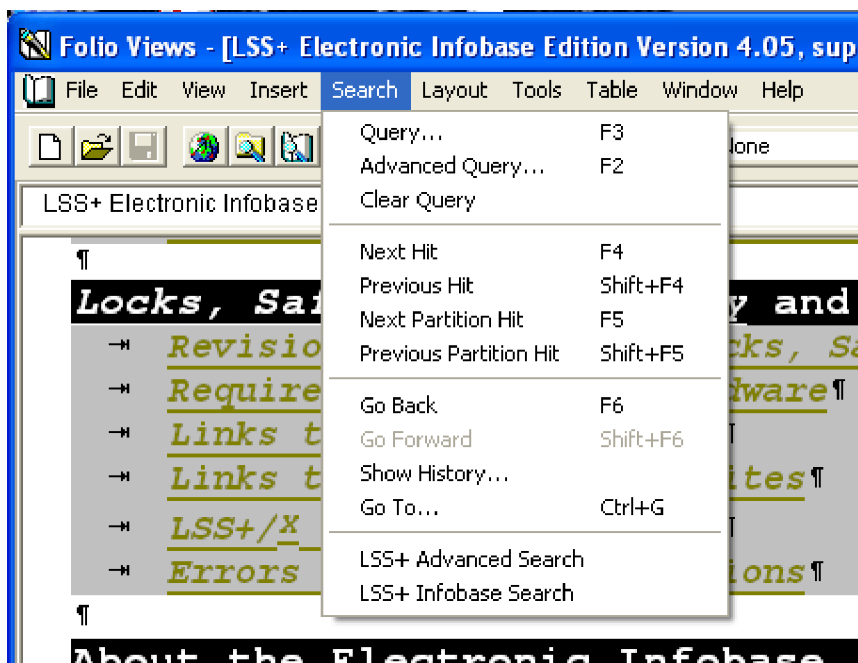 Folio Views - [LSS+ Electronic Infobase Edition Version 4.05, sup
File Edit View Insert Search Layout Tools Table Window Help
None
LSS+ Electronic Infobase
Query... F3
Advanced Query... F2
Clear Query
Next Hit F4
Previous Hit Shift+F4
Next Partition Hit F5
Previous Partition Hit Shift+F5
Go Back F6
Go Forward Shift+F6
Show History...
Go To... Ctrl+G
LSS+ Advanced Search
LSS+ Infobase Search
¶
Locks, Saf y and
Revisio cks, Sa
Require dware¶
Links t ¶
Links t ites¶
LSS+/X ¶
Errors ions¶
¶
About the Electronic Infobase